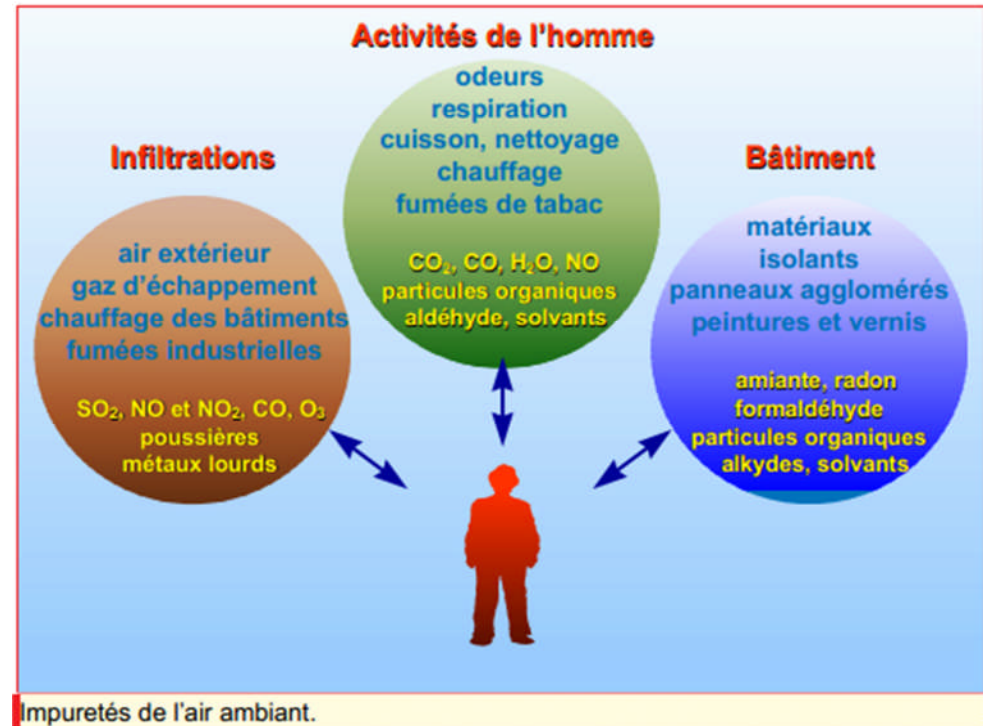 Activités de l'homme
odeurs
respiration
cuisson, nettoyage
chauffage
fumées de tabac
CO₂, CO, H₂O, NO
particules organiques
aldéhyde, solvants
Infiltrations
air extérieur
gaz d'échappement
chauffage des bâtiments
fumées industrielles
SO₂, NO et NO₂, CO, O₃
poussières
métaux lourds
Bâtiment
matériaux
isolants
panneaux agglomérés
peintures et vernis
amiante, radon
formaldéhyde
particules organiques
alkydes, solvants
Impuretés de l'air ambiant.